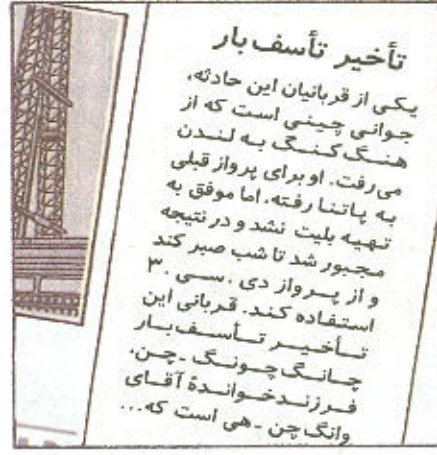 تأخیر تأسف‌بار
یکی از قربانیان این حادثه،
جوانی چینی است که از
هنگ کنگ به لندن
می‌رفت. او برای پرواز قبلی
به پاتنا رفته، اما موفق به
تهیه بلیت نشد و در نتیجه
مجبور شد تا شب صبر کند
و از پرواز دی . سی ۳۰
استفاده کند. قربانی این
تأخیر تأسف‌بار
چانگ چونگ ـ چن،
فرزندخواندهٔ آقای
وانگ چن ـ هی است که...